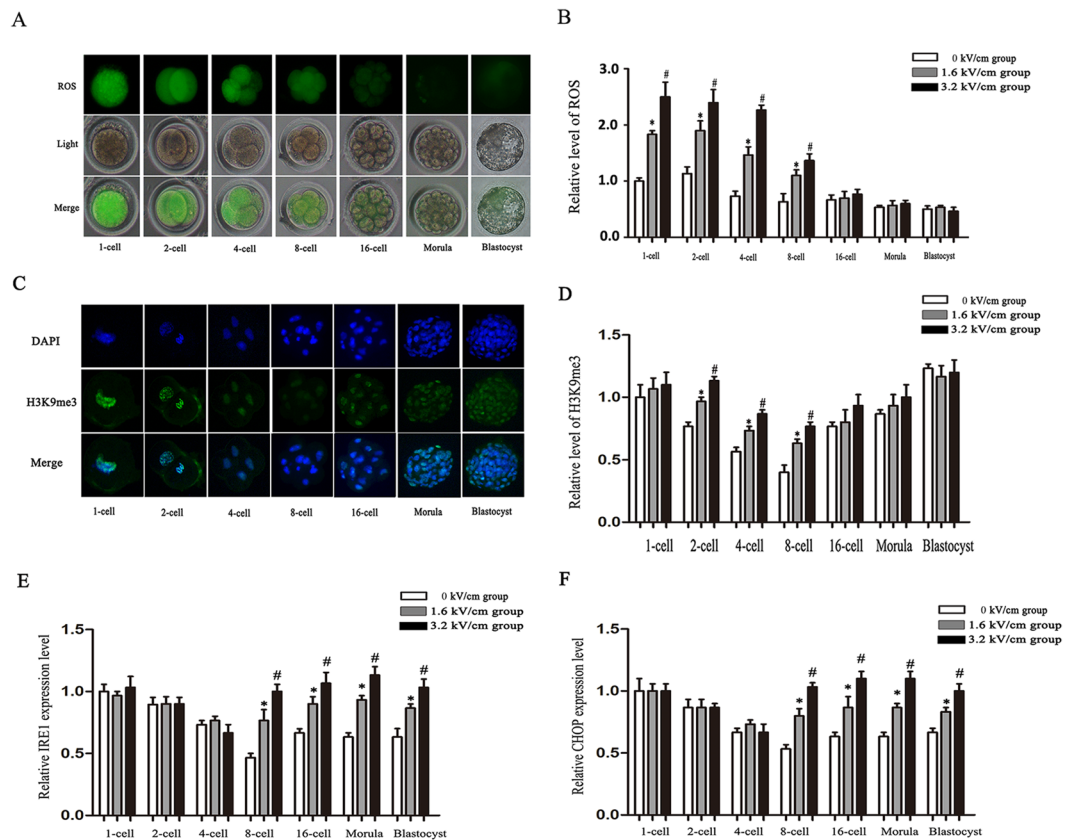 A
ROS
Light
Merge
1-cell 2-cell 4-cell 8-cell 16-cell Morula Blastocyst
B
0 kV/cm group
1.6 kV/cm group
3.2 kV/cm group
Relative level of ROS
3.0
2.0
1.0
0.0
* # * # * # * #
1-cell 2-cell 4-cell 8-cell 16-cell Morula Blastocyst
C
DAPI
H3K9me3
Merge
1-cell 2-cell 4-cell 8-cell 16-cell Morula Blastocyst
D
0 kV/cm group
1.6 kV/cm group
3.2 kV/cm group
Relative level of H3K9me3
1.5
1.0
0.5
0.0
* # * # * #
1-cell 2-cell 4-cell 8-cell 16-cell Morula Blastocyst
E
0 kV/cm group
1.6 kV/cm group
3.2 kV/cm group
Relative IRE1 expression level
1.5
1.0
0.5
0.0
* # * # * # * #
1-cell 2-cell 4-cell 8-cell 16-cell Morula Blastocyst
F
0 kV/cm group
1.6 kV/cm group
3.2 kV/cm group
Relative CHOP expression level
1.5
1.0
0.5
0.0
* # * # * # * #
1-cell 2-cell 4-cell 8-cell 16-cell Morula Blastocyst